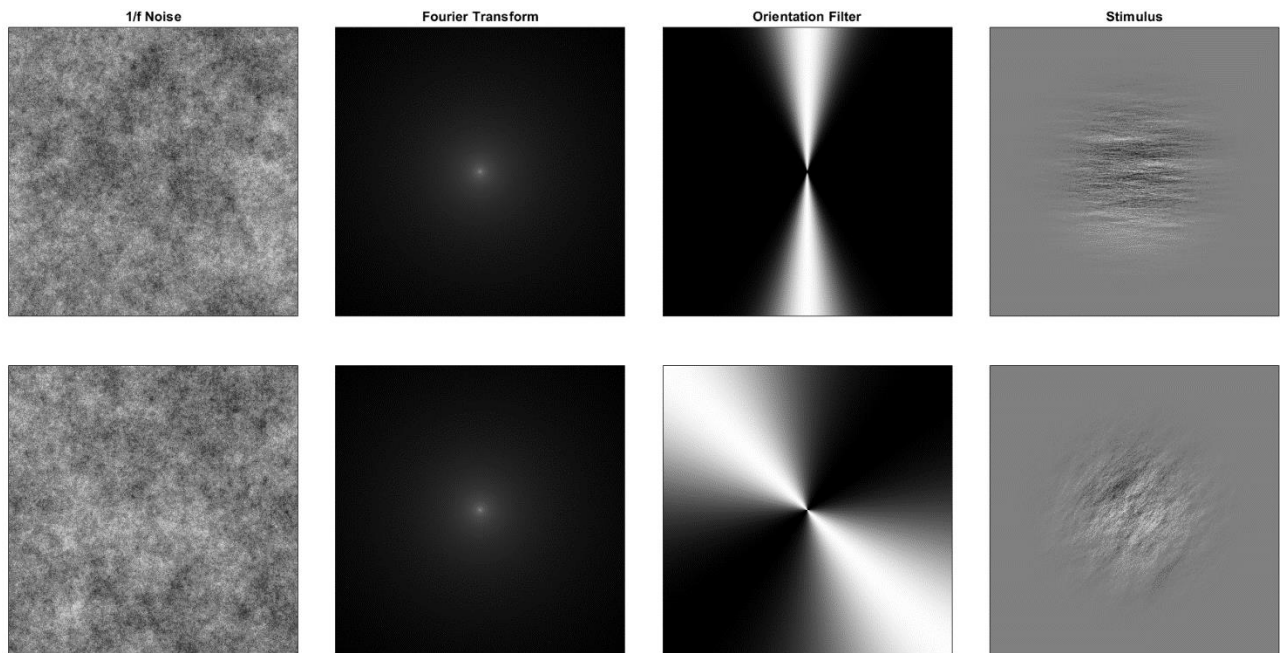 1/f Noise
Fourier Transform
Orientation Filter
Stimulus